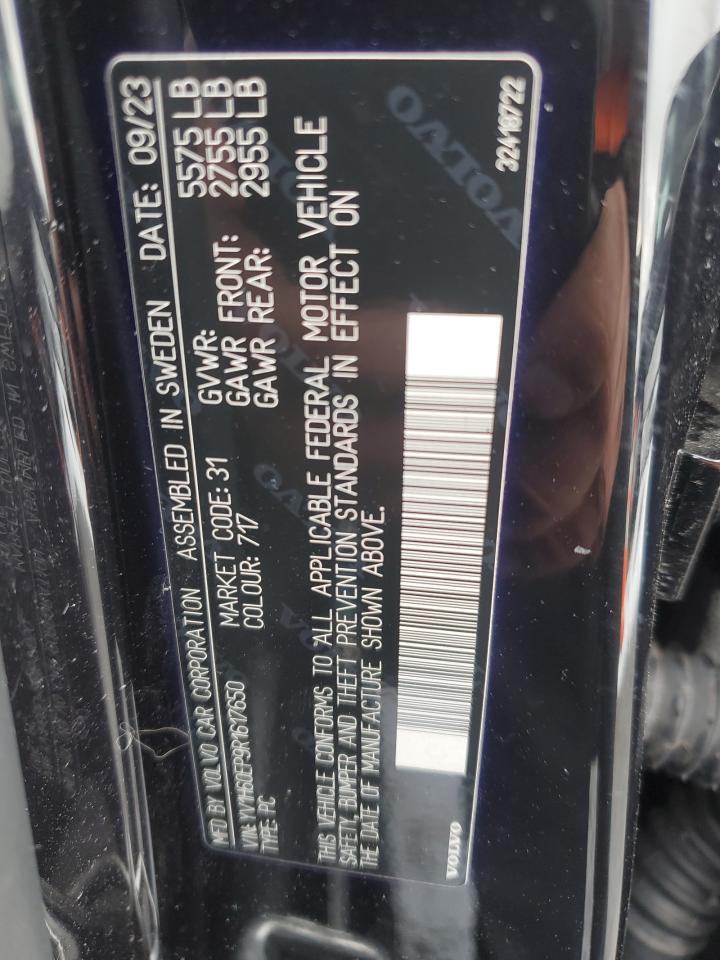 MFD BY VOLVO CAR CORPORATION ASSEMBLED IN SWEDEN DATE: 09/23
VIN: YV1H60EP9R1617650 GVWR: 5575 LB
TYPE: PC MARKET CODE: 31 GAWR FRONT: 2755 LB
COLOUR: 717 GAWR REAR: 2955 LB
THIS VEHICLE CONFORMS TO ALL APPLICABLE FEDERAL MOTOR VEHICLE
SAFETY, BUMPER AND THEFT PREVENTION STANDARDS IN EFFECT ON
THE DATE OF MANUFACTURE SHOWN ABOVE.
VOLVO 32418722